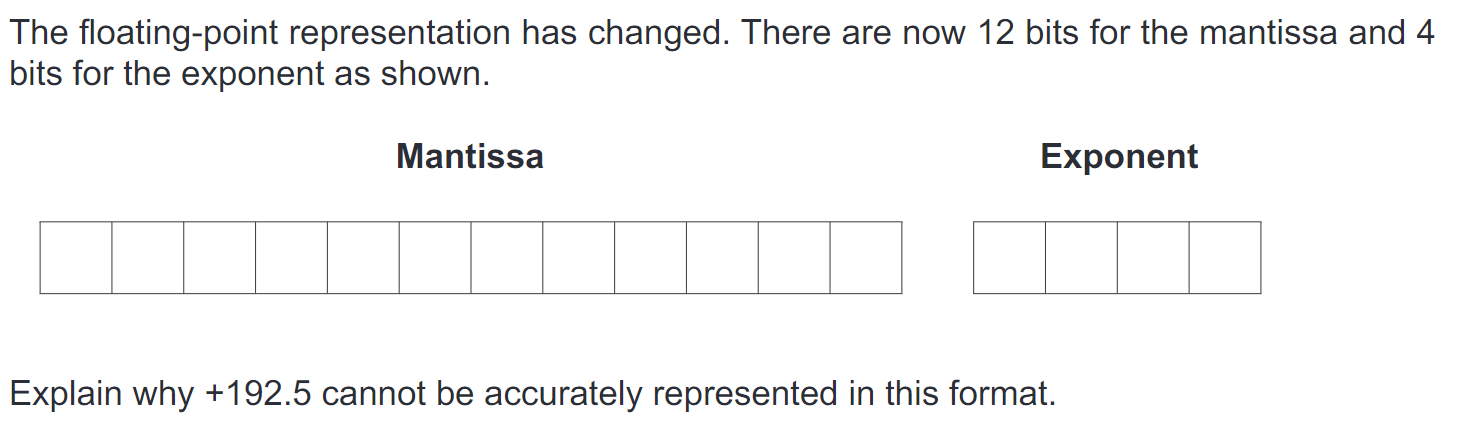 The floating-point representation has changed. There are now 12 bits for the mantissa and 4
bits for the exponent as shown.
Mantissa Exponent
Explain why +192.5 cannot be accurately represented in this format.